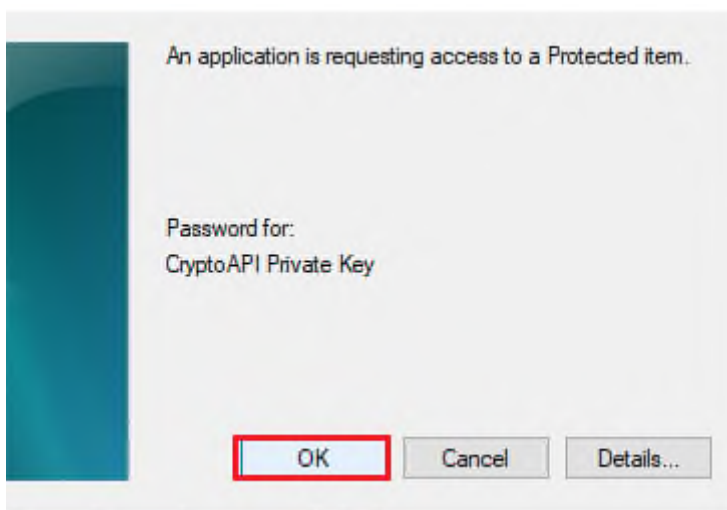 An application is requesting access to a Protected item.
Password for:
CryptoAPI Private Key
OK Cancel Details...